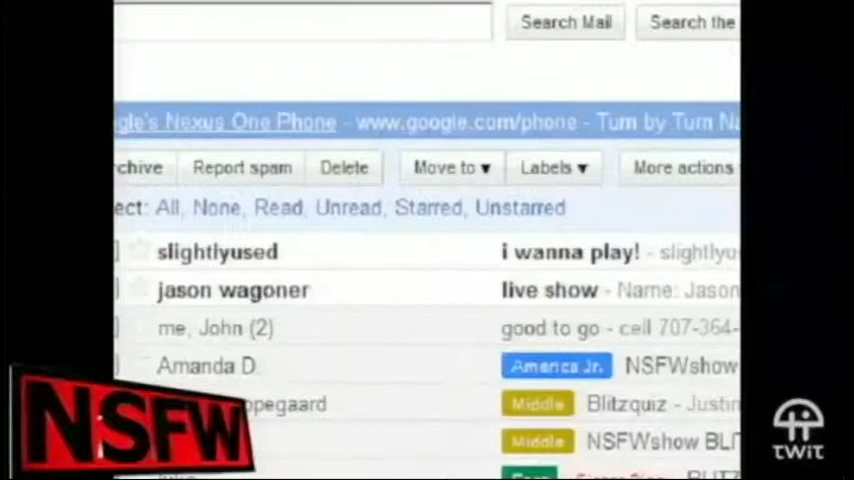 Search Mail Search the
gle's Nexus One Phone - www.google.com/phone - Turn by Turn Na
rchive Report spam Delete Move to ▾ Labels ▾ More actions
ect: All, None, Read, Unread, Starred, Unstarred
slightlyused i wanna play! - slightlyu
jason wagoner live show - Name: Jason
me, John (2) good to go - cell 707-364-
Amanda D. America Jr. NSFWshow
ppegaard Middle Blitzquiz - Justin
Middle NSFWshow BLIT
NSFW
TWiT